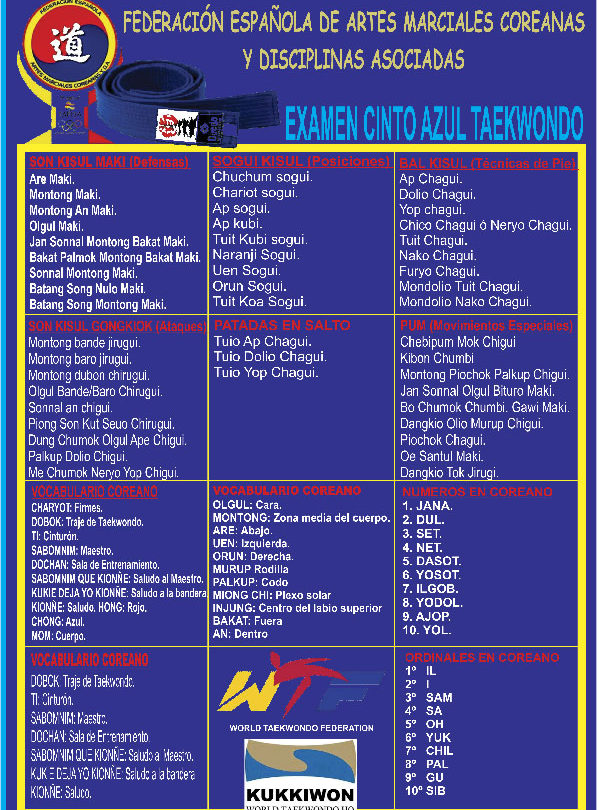 FEDERACIÓN ESPAÑOLA DE ARTES MARCIALES COREANAS
Y DISCIPLINAS ASOCIADAS
道
EXAMEN CINTO AZUL TAEKWONDO
SON KISUL MAKI (Defensas)
Are Maki.
Montong Maki.
Montong An Maki.
Olgul Maki.
Jan Sonnal Montong Bakat Maki.
Bakat Palmok Montong Bakat Maki.
Sonnal Montong Maki.
Batang Song Nulo Maki.
Batang Song Montong Maki.
SOGUI KISUL (Posiciones)
Chuchum sogui.
Chariot sogui.
Ap sogui.
Ap kubi.
Tuit Kubi sogui.
Naranji Sogui.
Uen Sogui.
Orun Sogui.
Tuit Koa Sogui.
BAL KISUL (Técnicas de Pie)
Ap Chagui.
Dolio Chagui.
Yop chagui.
Chico Chagui ó Neryo Chagui.
Tuit Chagui.
Nako Chagui.
Furyo Chagui.
Mondolio Tuit Chagui.
Mondolio Nako Chagui.
SON KISUL GONGKIOK (Ataques)
Montong bande jirugui.
Montong baro jirugui.
Montong dubon chirugui.
Olgul Bande/Baro Chirugui.
Sonnal an chigui.
Piong Son Kut Seuo Chirugui.
Dung Chumok Olgul Ape Chigui.
Palkup Dolio Chigui.
Me Chumok Neryo Yop Chigui.
PATADAS EN SALTO
Tuio Ap Chagui.
Tuio Dolio Chagui.
Tuio Yop Chagui.
PUM (Movimientos Especiales)
Chebipum Mok Chigui
Kibon Chumbi
Montong Piochok Palkup Chigui.
Jan Sonnal Olgul Bituro Maki.
Bo Chumok Chumbi. Gawi Maki.
Dangkio Olio Murup Chigui.
Piochok Chagui.
Oe Santul Maki.
Dangkio Tok Jirugi.
VOCABULARIO COREANO
CHARYOT: Firmes.
DOBOK: Traje de Taekwondo.
TI: Cinturón.
SABOMNIM: Maestro.
DOCHAN: Sala de Entrenamiento.
SABOMNIM QUE KIONÑE: Saludo al Maestro.
KUKIE DEJA YO KIONÑE: Saludo a la bandera
KIONÑE: Saludo. HONG: Rojo.
CHONG: Azul.
MOM: Cuerpo.
VOCABULARIO COREANO
OLGUL: Cara.
MONTONG: Zona media del cuerpo.
ARE: Abajo.
UEN: Izquierda.
ORUN: Derecha.
MURUP Rodilla
PALKUP: Codo
MIONG CHI: Plexo solar
INJUNG: Centro del labio superior
BAKAT: Fuera
AN: Dentro
NUMEROS EN COREANO
1. JANA.
2. DUL.
3. SET.
4. NET.
5. DASOT.
6. YOSOT.
7. ILGOB.
8. YODOL.
9. AJOP.
10. YOL.
VOCABULARIO COREANO
DOBOK: Traje de Taekwondo.
TI: Cinturón.
SABOMNIM: Maestro.
DOCHAN: Sala de Entrenamiento.
SABOMNIM QUE KIONÑE: Saludo al Maestro.
KUKIE DEJA YO KIONÑE: Saludo a la bandera
KIONÑE: Saludo.
WTF
WORLD TAEKWONDO FEDERATION
KUKKIWON
WORLD TAEKWONDO HQ
ORDINALES EN COREANO
1º IL
2º I
3º SAM
4º SA
5º OH
6º YUK
7º CHIL
8º PAL
9º GU
10º SIB